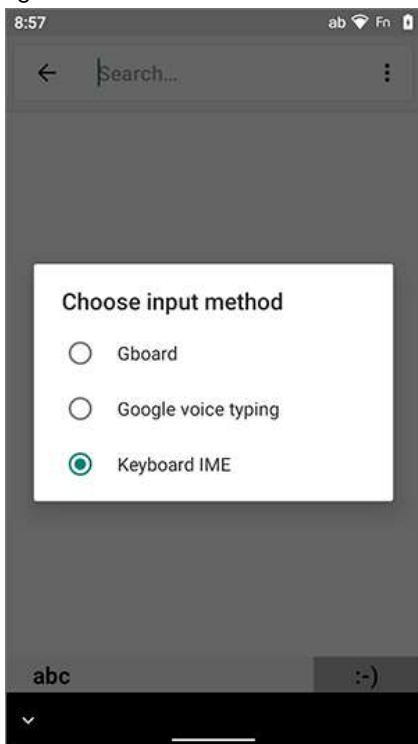 8:57 ab Fn
Search...
Choose input method
Gboard
Google voice typing
Keyboard IME
abc :-)